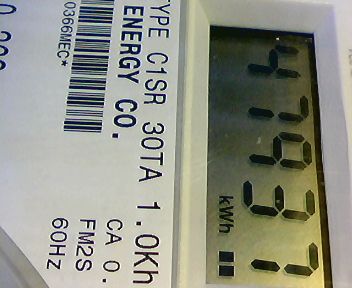 kWh
TYPE C1SR 30TA 1.0Kh
ENERGY CO.
CA 0.
FM2S
0366MEC*
60HZ